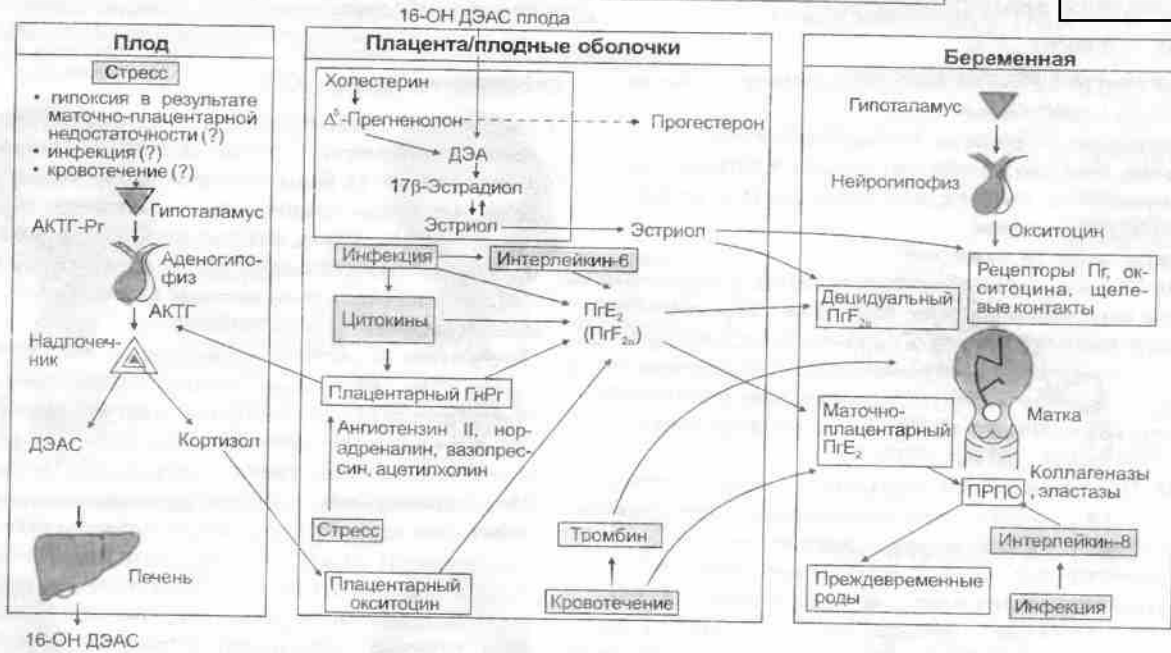 16-ОН ДЭАС плода
Плод
Стресс
• гипоксия в результате
маточно-плацентарной
недостаточности (?)
• инфекция (?)
• кровотечение (?)
Гипоталамус
АКТГ-Рг
Аденогипо-
физ
АКТГ
Надпочеч-
ник
ДЭАС
Кортизол
Печень
16-ОН ДЭАС
Плацента/плодные оболочки
Холестерин
-Прегненолон
Прогестерон
ДЭА
17β-Эстрадиол
Эстриол
Эстриол
Инфекция
Интерлейкин-6
Цитокины
ПгЕ₂
(ПгF₂α)
Плацентарный ГнРг
Ангиотензин II, нор-
адреналин, вазопрес-
син, ацетилхолин
Стресс
Плацентарный
окситоцин
Тромбин
Кровотечение
Беременная
Гипоталамус
Нейрогипофиз
Окситоцин
Рецепторы Пг, ок-
ситоцина, щеле-
вые контакты
Децидуальный
ПгF₂α
Матка
Маточно-
плацентарный
ПгЕ₂
Коллагеназы
, эластазы
ПРПО
Интерлейкин-8
Преждевременные
роды
Инфекция